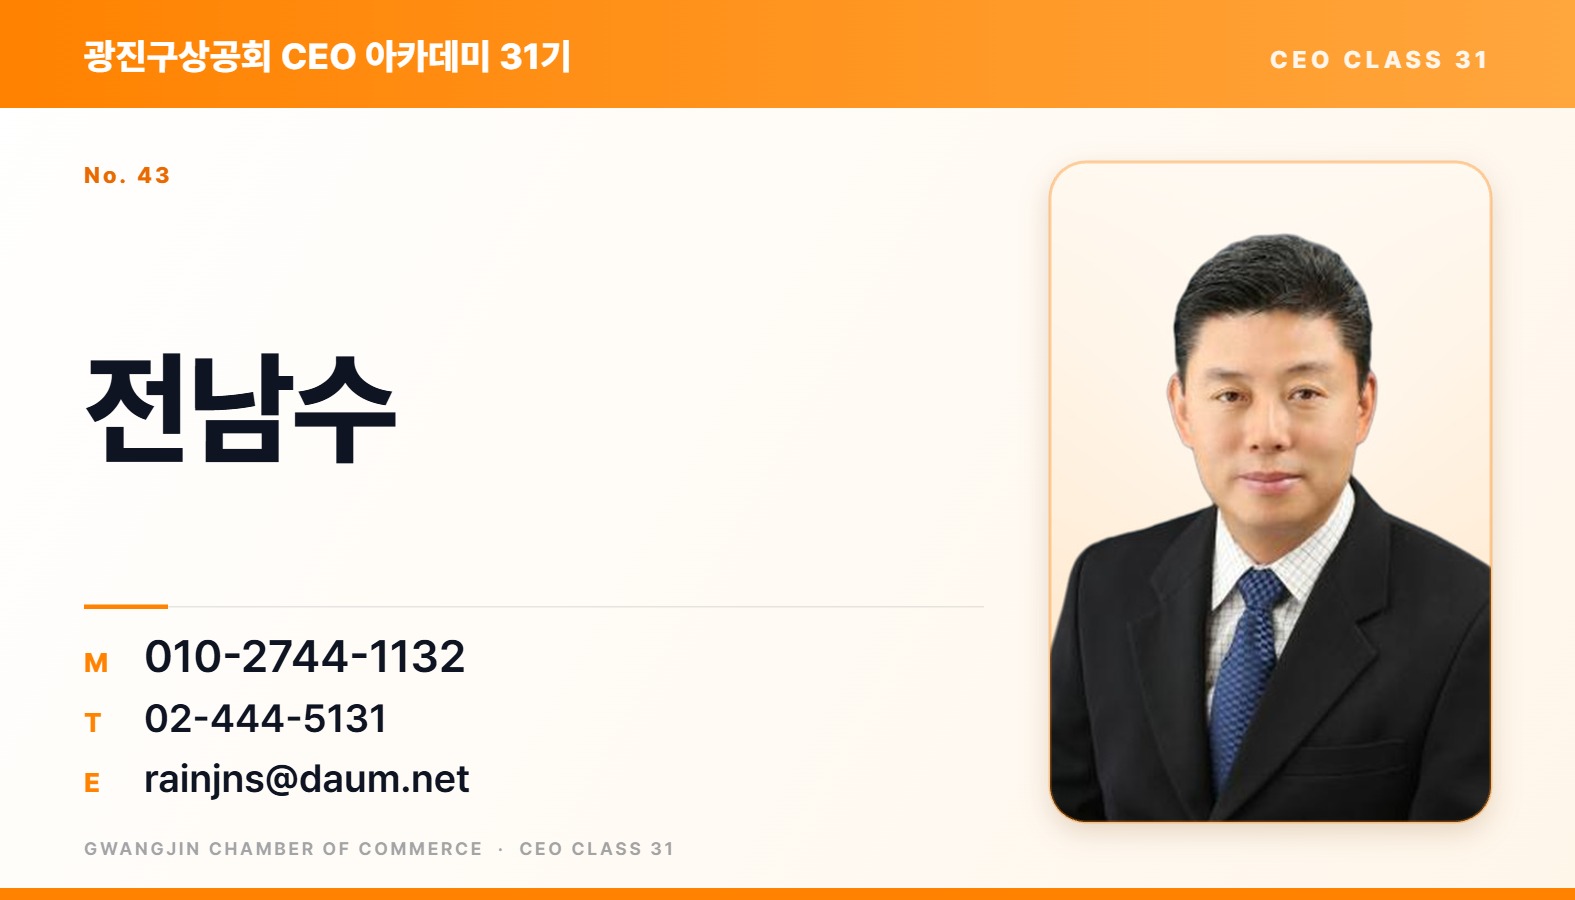 광진구상공회 CEO 아카데미 31기
CEO CLASS 31
No. 43
전남수
M 010-2744-1132
T 02-444-5131
E rainjns@daum.net
GWANGJIN CHAMBER OF COMMERCE · CEO CLASS 31